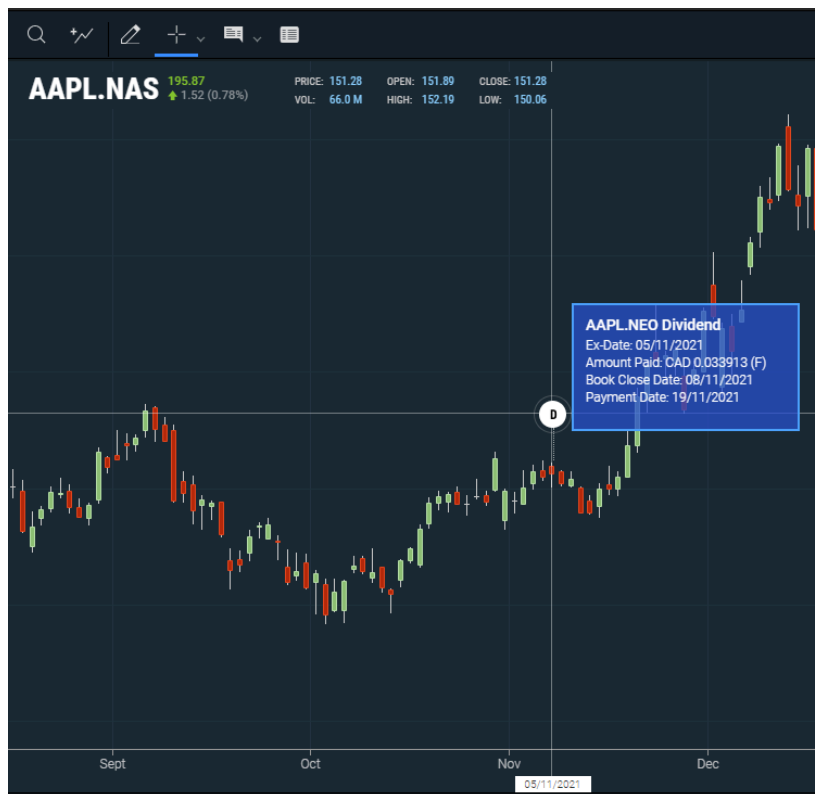 AAPL.NAS
195.87
1.52 (0.78%)
PRICE: 151.28 OPEN: 151.89 CLOSE: 151.28
VOL: 66.0 M HIGH: 152.19 LOW: 150.06
AAPL.NEO Dividend
Ex-Date: 05/11/2021
Amount Paid: CAD 0.033913 (F)
Book Close Date: 08/11/2021
Payment Date: 19/11/2021
D
Sept Oct Nov Dec
05/11/2021